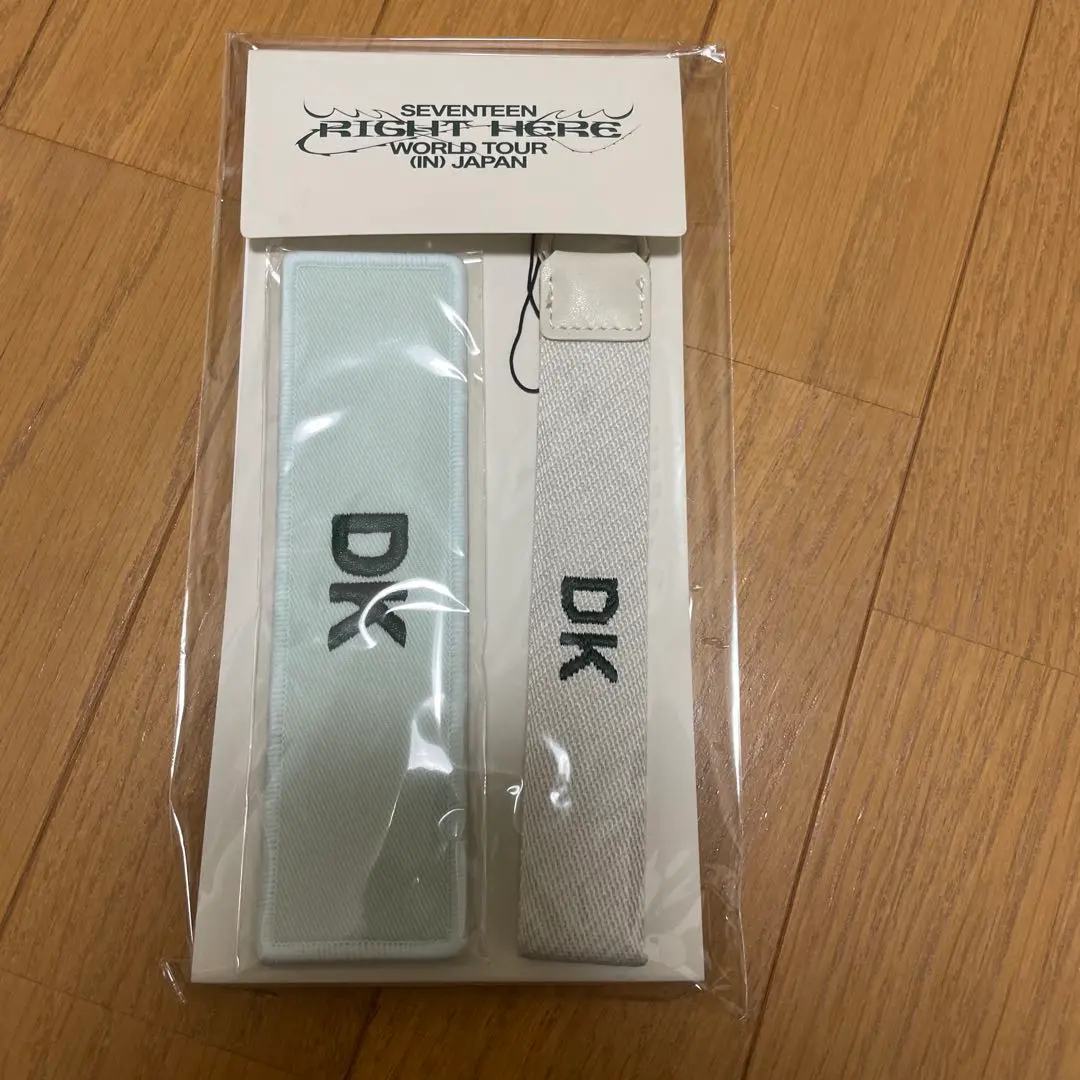 SEVENTEEN
RIGHT HERE
WORLD TOUR
(IN) JAPAN
DK
DK